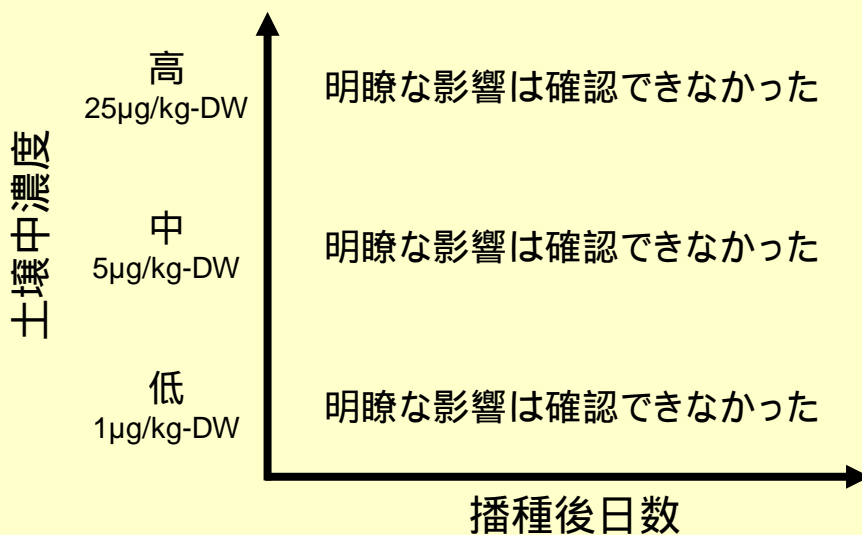 土壌中濃度
高
25µg/kg-DW
明瞭な影響は確認できなかった
中
5µg/kg-DW
明瞭な影響は確認できなかった
低
1µg/kg-DW
明瞭な影響は確認できなかった
播種後日数